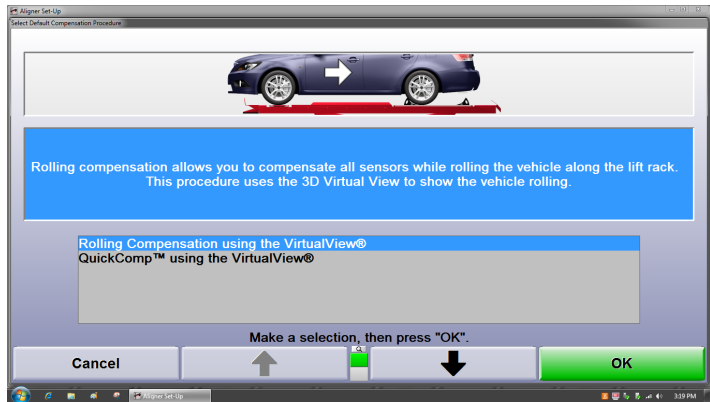 Aligner Set-Up
Select Default Compensation Procedure
Rolling compensation allows you to compensate all sensors while rolling the vehicle along the lift rack.
This procedure uses the 3D Virtual View to show the vehicle rolling.
Rolling Compensation using the VirtualView®
QuickComp™ using the VirtualView®
Make a selection, then press "OK".
Cancel
OK
Aligner Set-Up
3:19 PM